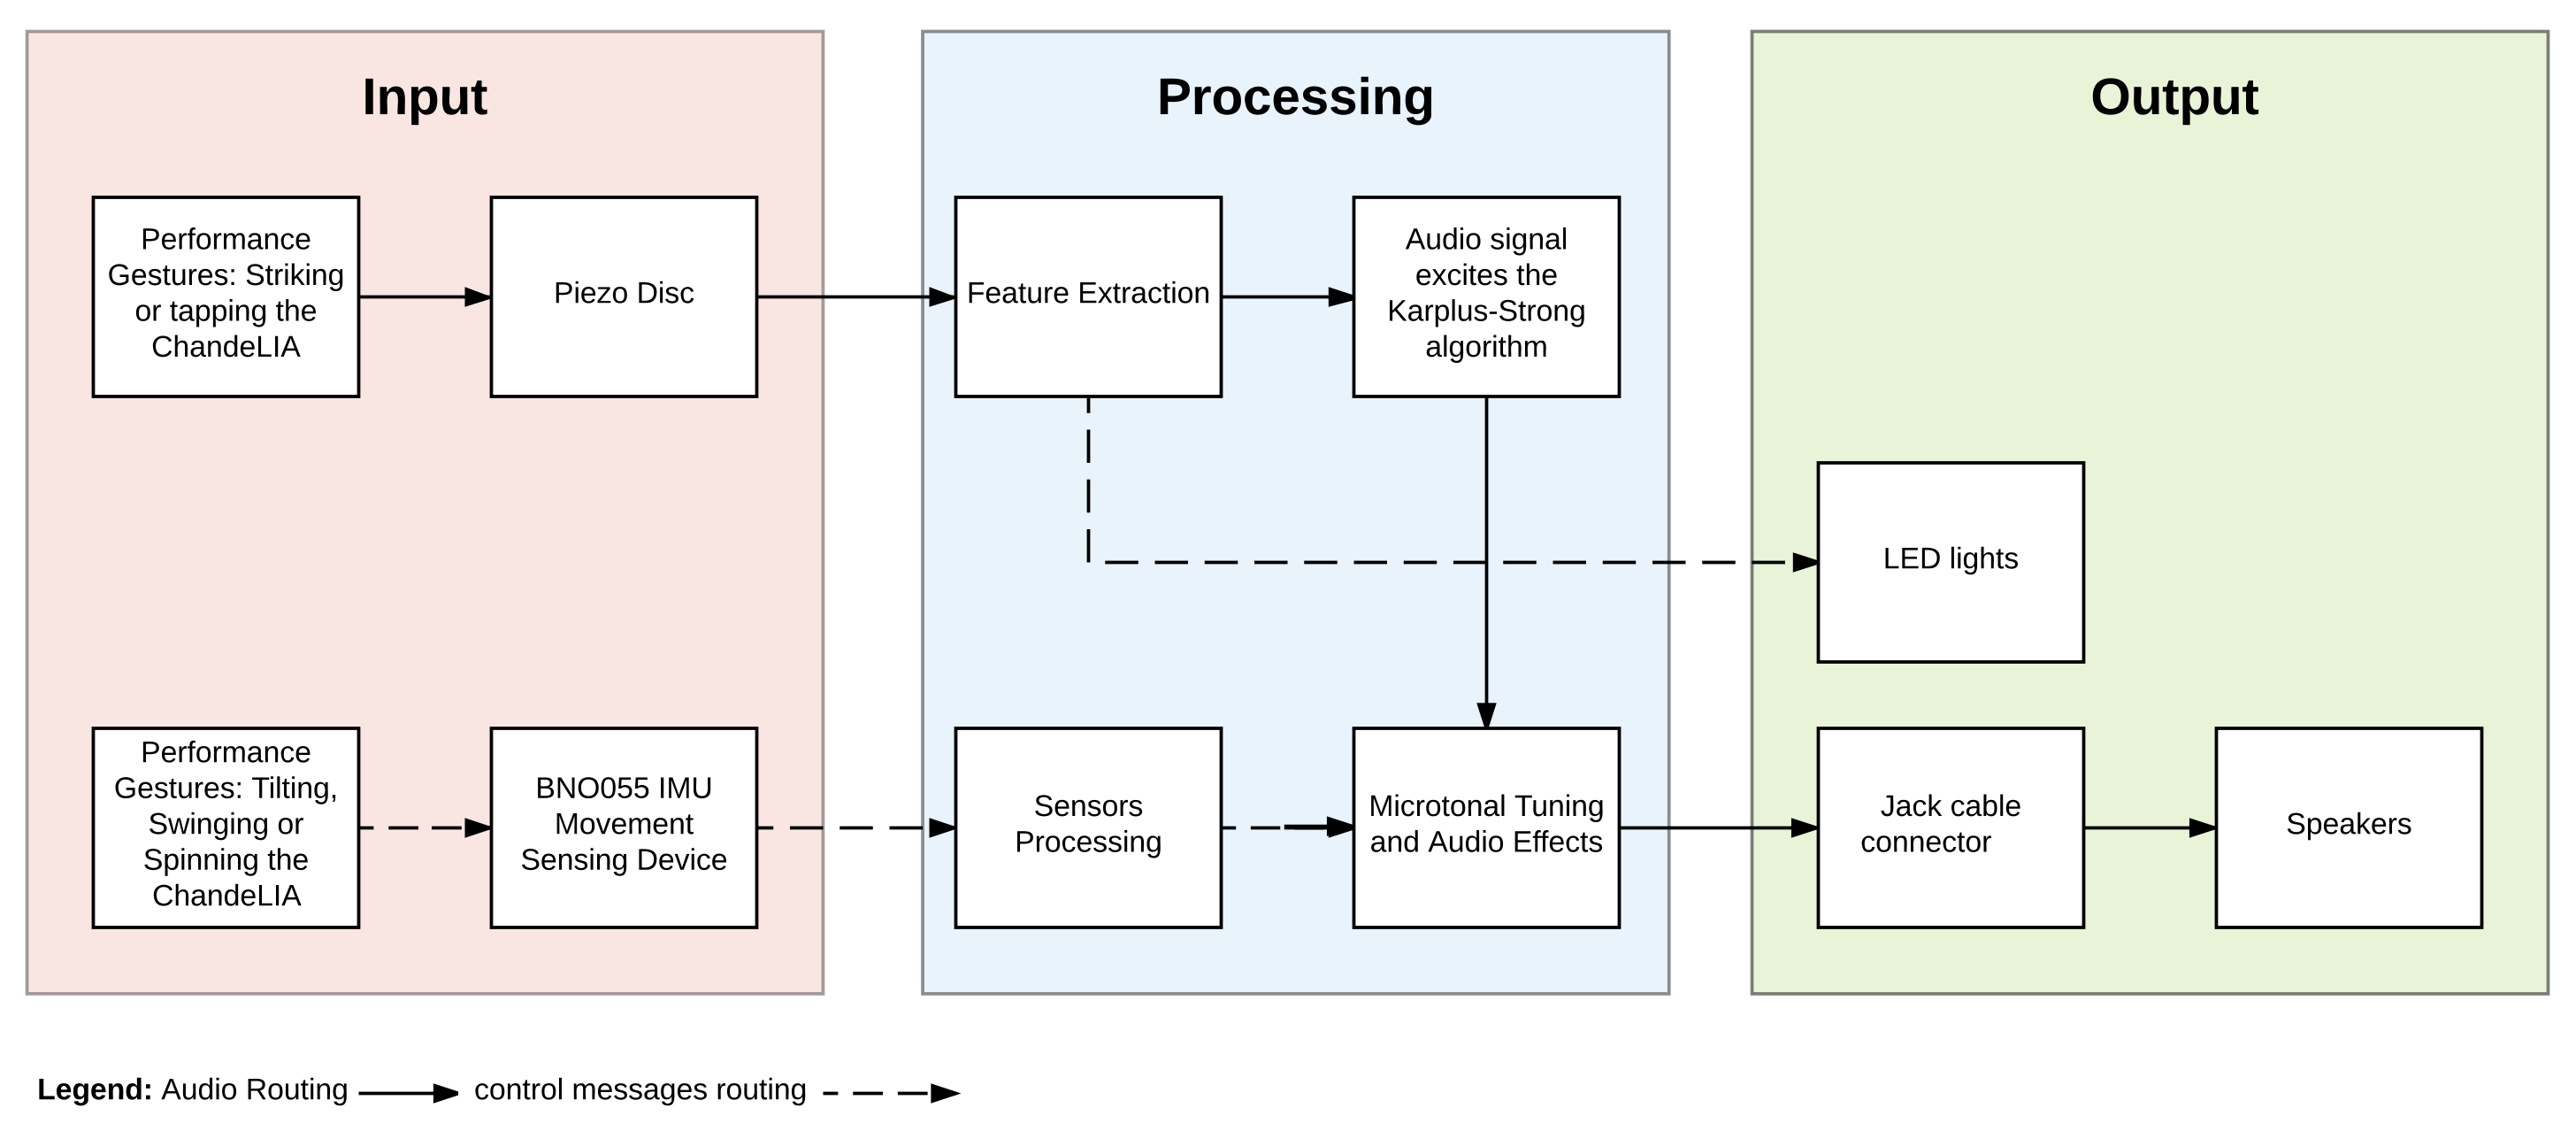 Input
Processing
Output
Performance
Gestures: Striking
or tapping the
ChandeLIA
Piezo Disc
Feature Extraction
Audio signal
excites the
Karplus-Strong
algorithm
LED lights
Performance
Gestures: Tilting,
Swinging or
Spinning the
ChandeLIA
BNO055 IMU
Movement
Sensing Device
Sensors
Processing
Microtonal Tuning
and Audio Effects
Jack cable
connector
Speakers
Legend: Audio Routing control messages routing